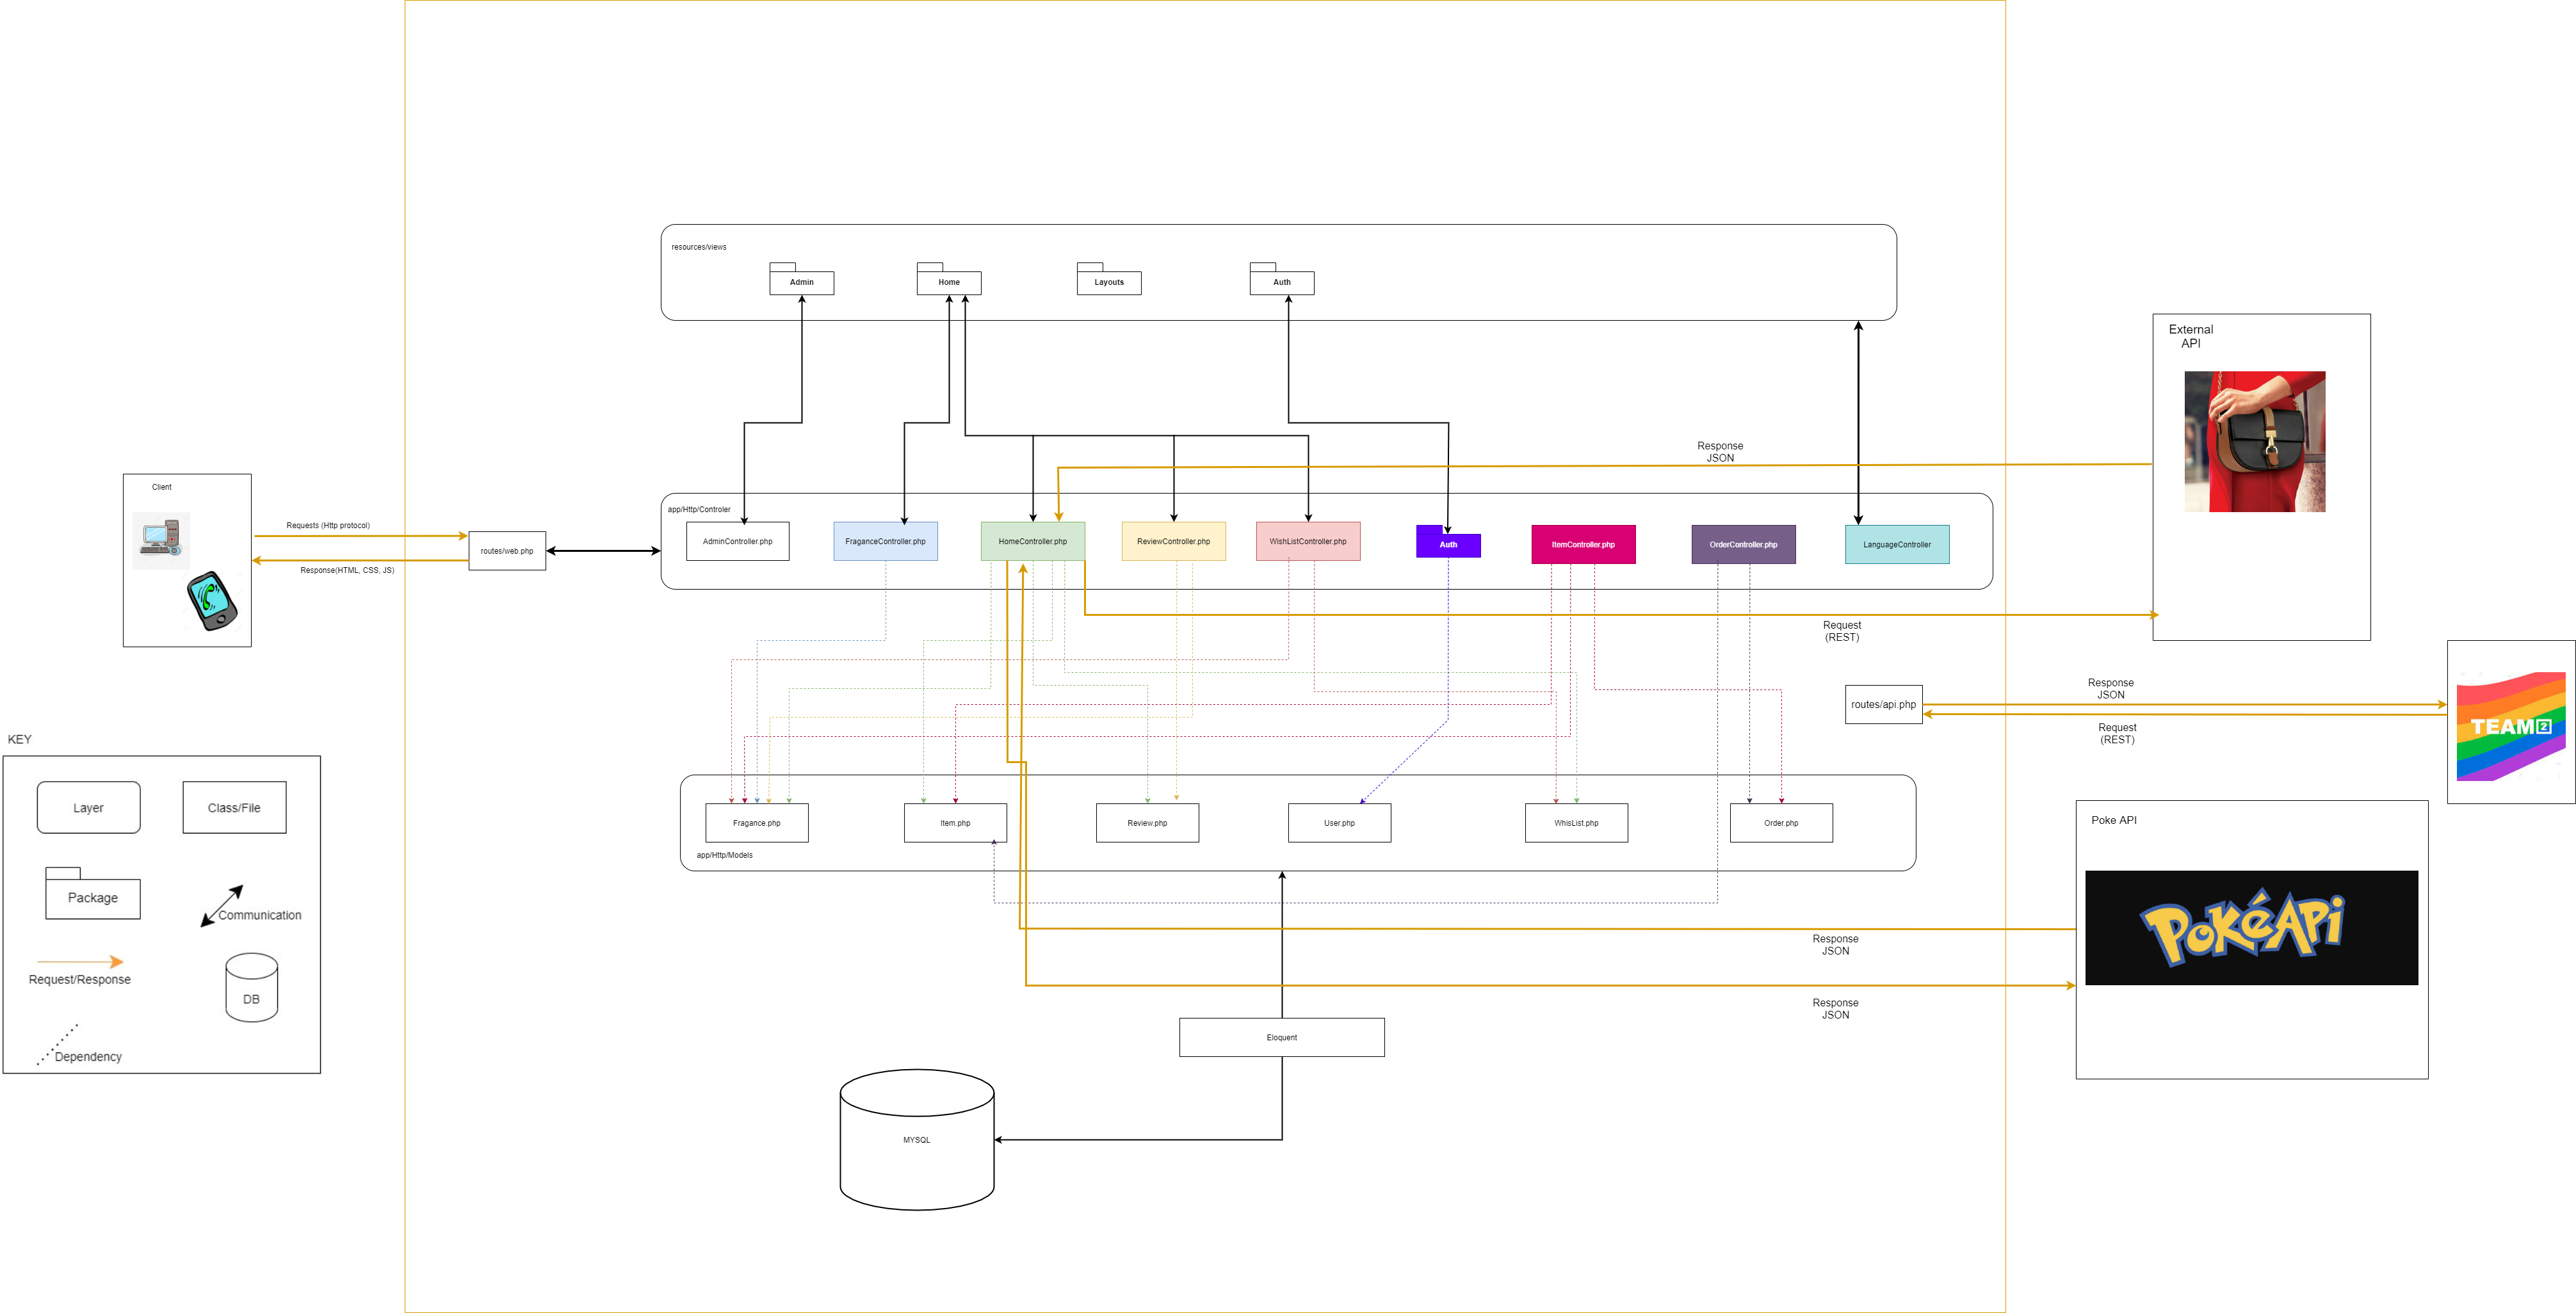 resources/views
Admin
Home
Layouts
Auth
External
API
Response
JSON
Client
Requests (Http protocol)
Response(HTML, CSS, JS)
routes/web.php
app/Http/Controler
AdminController.php
FraganceController.php
HomeController.php
ReviewController.php
WishListController.php
Auth
ItemController.php
OrderController.php
LanguageController
Request
(REST)
routes/api.php
Response
JSON
Request
(REST)
TEAM2
KEY
Layer
Class/File
Package
Communication
Request/Response
DB
Dependency
Fragance.php
Item.php
Review.php
User.php
WhisList.php
Order.php
app/Http/Models
Poke API
PokéAPi
Response
JSON
Response
JSON
Eloquent
MYSQL